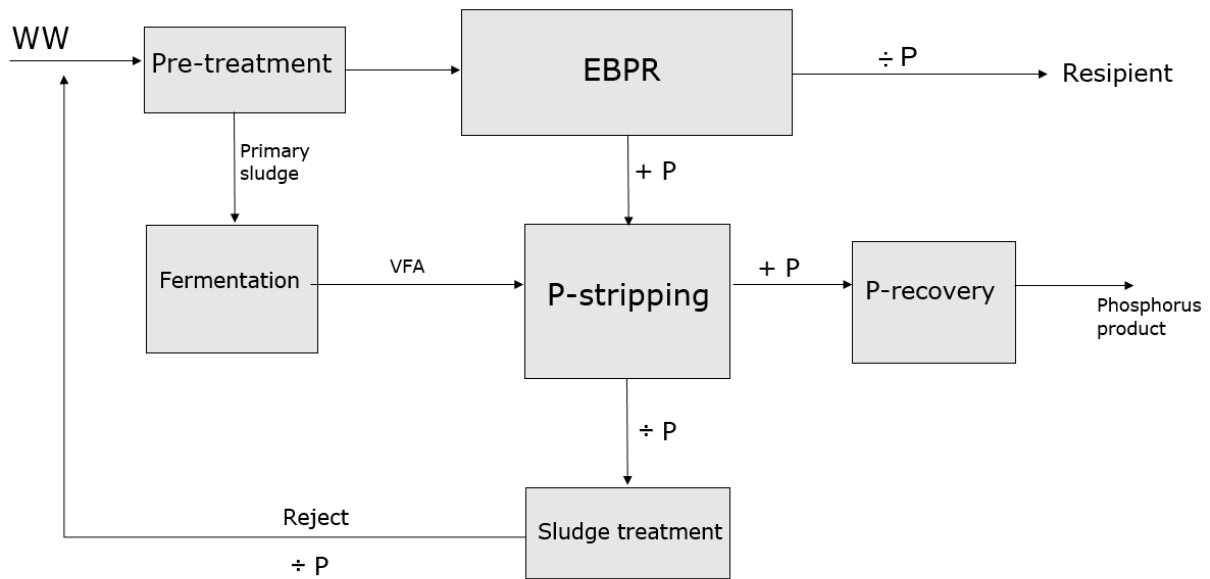 WW
Pre-treatment
EBPR
÷ P
Resipient
Primary
sludge
+ P
Fermentation
VFA
P-stripping
+ P
P-recovery
Phosphorus
product
÷ P
Reject
÷ P
Sludge treatment